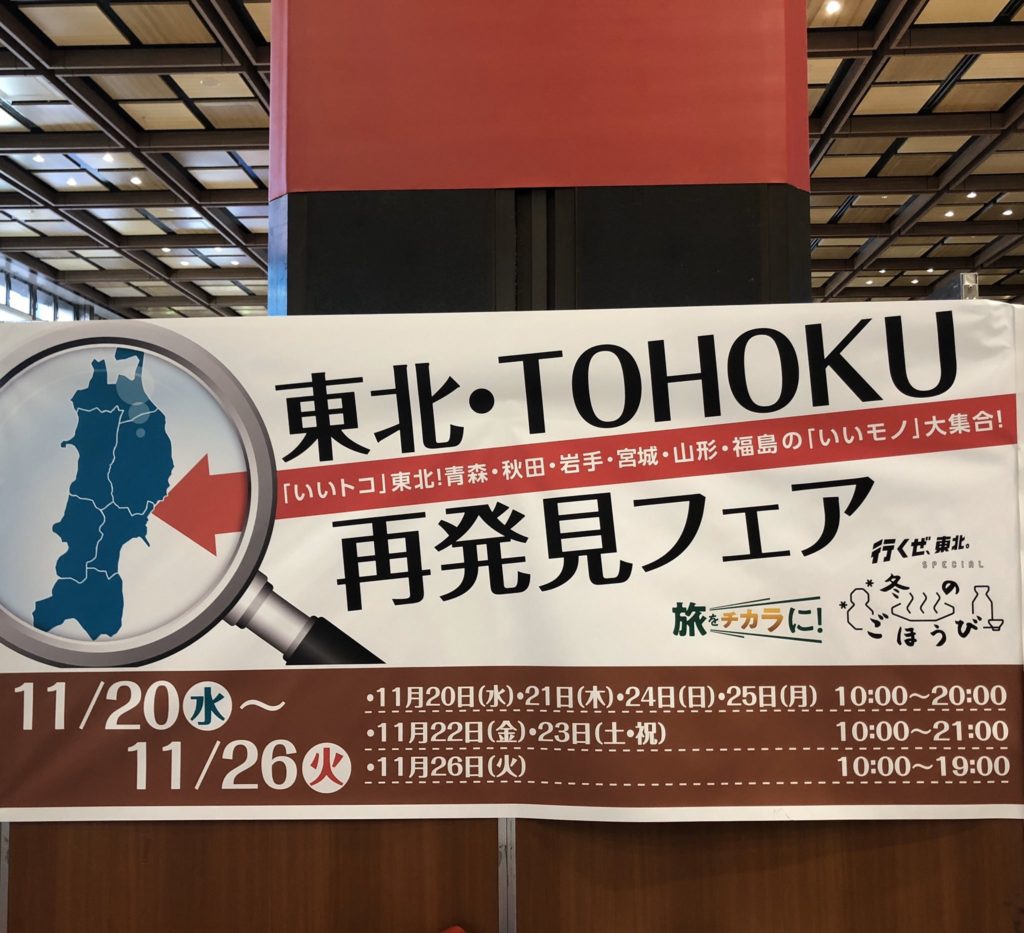 東北・TOHOKU
「いいトコ」東北!青森・秋田・岩手・宮城・山形・福島の「いいモノ」大集合!
再発見フェア
行くぜ、東北。
SPECIAL
冬の
ごほうび
旅をチカラに!
11/20水〜
11/26火
・11月20日(水)・21日(木)・24日(日)・25日(月) 10:00〜20:00
・11月22日(金)・23日(土・祝) 10:00〜21:00
・11月26日(火) 10:00〜19:00